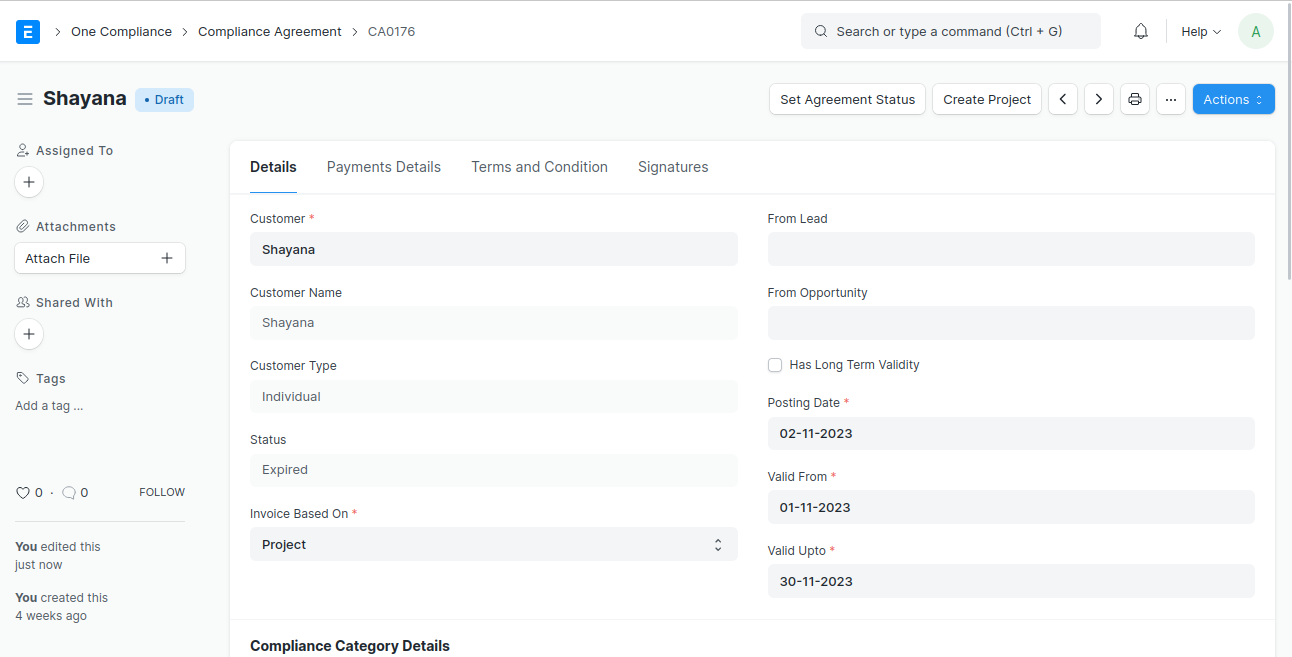 E One Compliance Compliance Agreement CA0176 Search or type a command (Ctrl + G) Help A
Shayana • Draft Set Agreement Status Create Project ... Actions
Assigned To
Attachments
Attach File
Shared With
Tags
Add a tag ...
0 · 0 FOLLOW
You edited this
just now
You created this
4 weeks ago
Details Payments Details Terms and Condition Signatures
Customer *
Shayana
Customer Name
Shayana
Customer Type
Individual
Status
Expired
Invoice Based On *
Project
From Lead
From Opportunity
Has Long Term Validity
Posting Date *
02-11-2023
Valid From *
01-11-2023
Valid Upto *
30-11-2023
Compliance Category Details